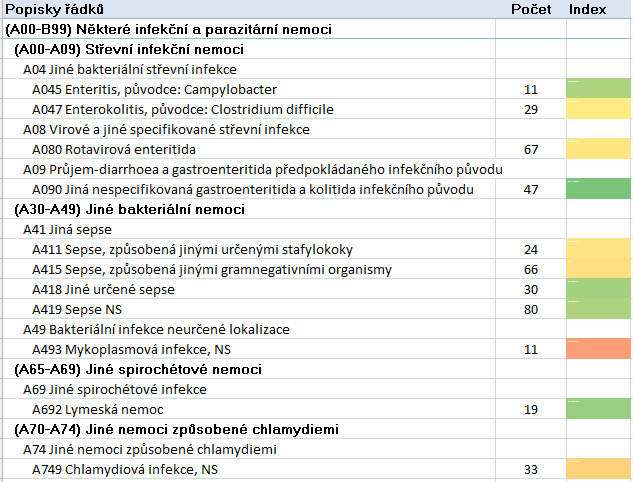 Popisky řádků Počet Index
(A00-B99) Některé infekční a parazitární nemoci
(A00-A09) Střevní infekční nemoci
A04 Jiné bakteriální střevní infekce
A045 Enteritis, původce: Campylobacter 11
A047 Enterokolitis, původce: Clostridium difficile 29
A08 Virové a jiné specifikované střevní infekce
A080 Rotavirová enteritida 67
A09 Průjem-diarrhoea a gastroenteritida předpokládaného infekčního původu
A090 Jiná nespecifikovaná gastroenteritida a kolitida infekčního původu 47
(A30-A49) Jiné bakteriální nemoci
A41 Jiná sepse
A411 Sepse, způsobená jinými určenými stafylokoky 24
A415 Sepse, způsobená jinými gramnegativními organismy 66
A418 Jiné určené sepse 30
A419 Sepse NS 80
A49 Bakteriální infekce neurčené lokalizace
A493 Mykoplasmová infekce, NS 11
(A65-A69) Jiné spirochétové nemoci
A69 Jiné spirochétové infekce
A692 Lymeská nemoc 19
(A70-A74) Jiné nemoci způsobené chlamydiemi
A74 Jiné nemoci způsobené chlamydiemi
A749 Chlamydiová infekce, NS 33